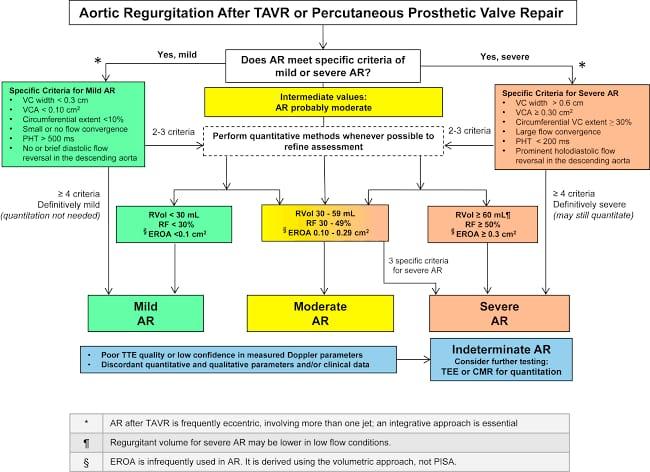 Aortic Regurgitation After TAVR or Percutaneous Prosthetic Valve Repair
Yes, mild
Yes, severe
*
*
Does AR meet specific criteria of
mild or severe AR?
Specific Criteria for Mild AR
• VC width < 0.3 cm
• VCA < 0.10 cm²
• Circumferential extent <10%
• Small or no flow convergence
• PHT > 500 ms
• No or brief diastolic flow
reversal in the descending aorta
Intermediate values:
AR probably moderate
Specific Criteria for Severe AR
• VC width > 0.6 cm
• VCA ≥ 0.30 cm²
• Circumferential VC extent ≥ 30%
• Large flow convergence
• PHT < 200 ms
• Prominent holodiastolic flow
reversal in the descending aorta
2-3 criteria
2-3 criteria
Perform quantitative methods whenever possible to
refine assessment
≥ 4 criteria
Definitively mild
(quantitation not needed)
≥ 4 criteria
Definitively severe
(may still quantitate)
RVol < 30 mL
RF < 30%
§ EROA <0.1 cm²
RVol 30 - 59 mL
RF 30 - 49%
§ EROA 0.10 - 0.29 cm²
RVol ≥ 60 mL¶
RF ≥ 50%
§ EROA ≥ 0.3 cm²
3 specific criteria
for severe AR
Mild
AR
Moderate
AR
Severe
AR
• Poor TTE quality or low confidence in measured Doppler parameters
• Discordant quantitative and qualitative parameters and/or clinical data
Indeterminate AR
Consider further testing:
TEE or CMR for quantitation
* AR after TAVR is frequently eccentric, involving more than one jet; an integrative approach is essential
¶ Regurgitant volume for severe AR may be lower in low flow conditions.
§ EROA is infrequently used in AR. It is derived using the volumetric approach, not PISA.